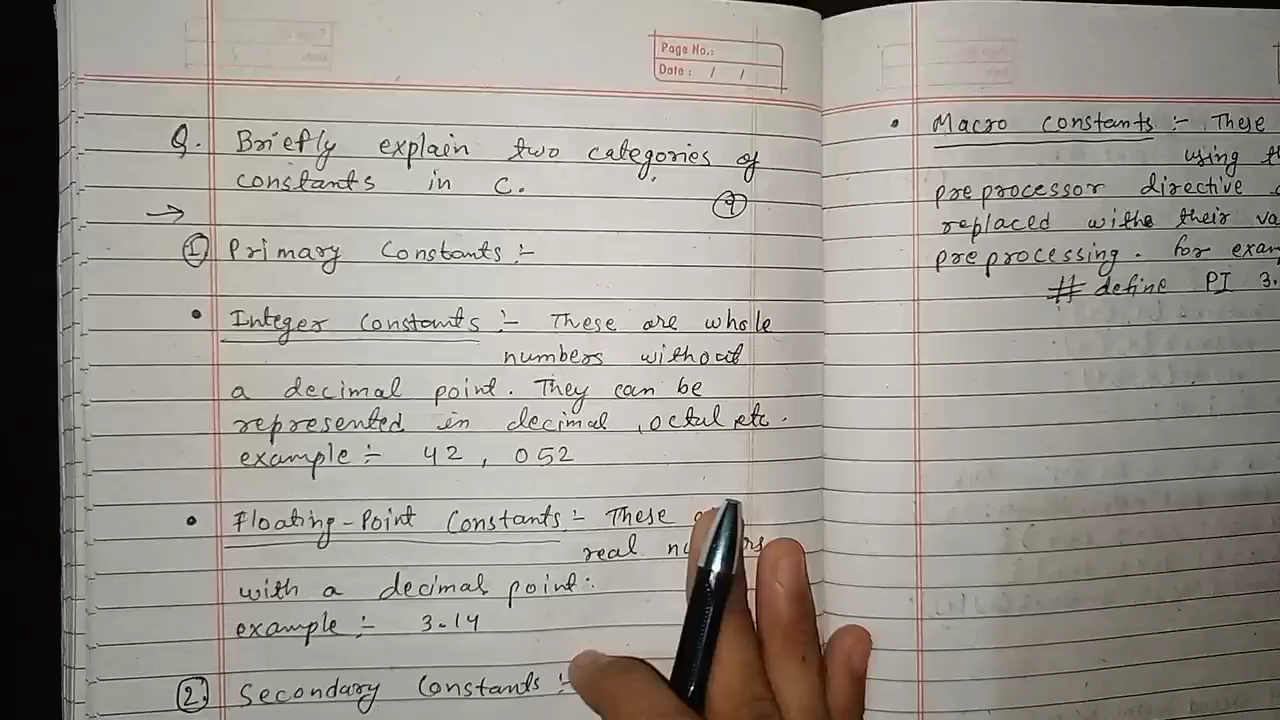 Page No.:
Date: / /
Q. Briefly explain two categories of
constants in C.
→
① Primary Constants :-
• Integer Constants :- These are whole
numbers without
a decimal point. They can be
represented in decimal, octal etc.
example :- 42, 052
• Floating-Point Constants :- These
real
with a decimal point.
example :- 3.14
② Secondary Constants :-
• Macro Constants :- These
using
preprocessor directive
replaced withe their
preprocessing. for
# define PI 3.